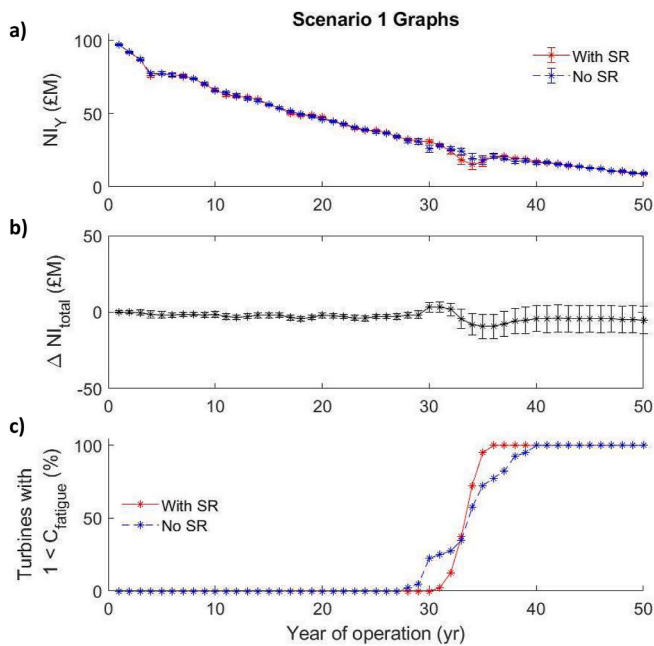 Scenario 1 Graphs
a)
100
50
0
NI_Y (£M)
With SR
No SR
0 10 20 30 40 50
b)
50
0
-50
Δ NI_total (£M)
0 10 20 30 40 50
c)
100
50
0
Turbines with
1 < C_fatigue (%)
With SR
No SR
0 10 20 30 40 50
Year of operation (yr)